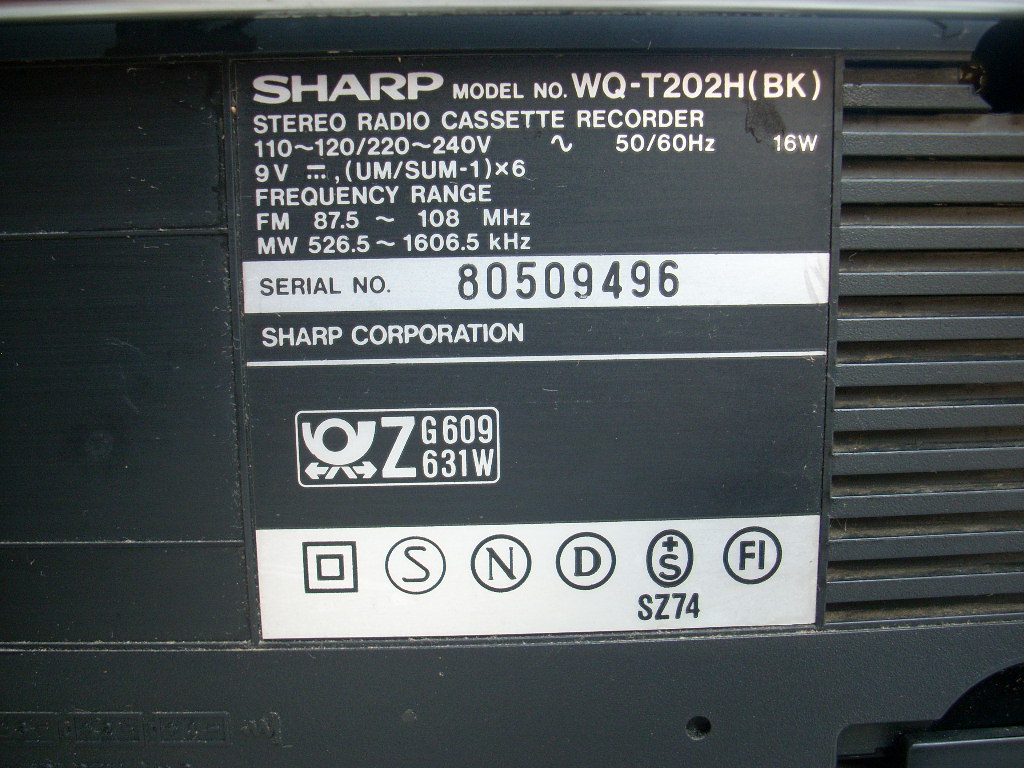 SHARP MODEL NO. WQ-T202H(BK)
STEREO RADIO CASSETTE RECORDER
110~120/220~240V ∿ 50/60Hz 16W
9V ⎓, (UM/SUM-1)×6
FREQUENCY RANGE
FM 87.5 ~ 108 MHz
MW 526.5 ~ 1606.5 kHz
SERIAL NO. 80509496
SHARP CORPORATION
Z G609
631W
S N D +S FI
SZ74